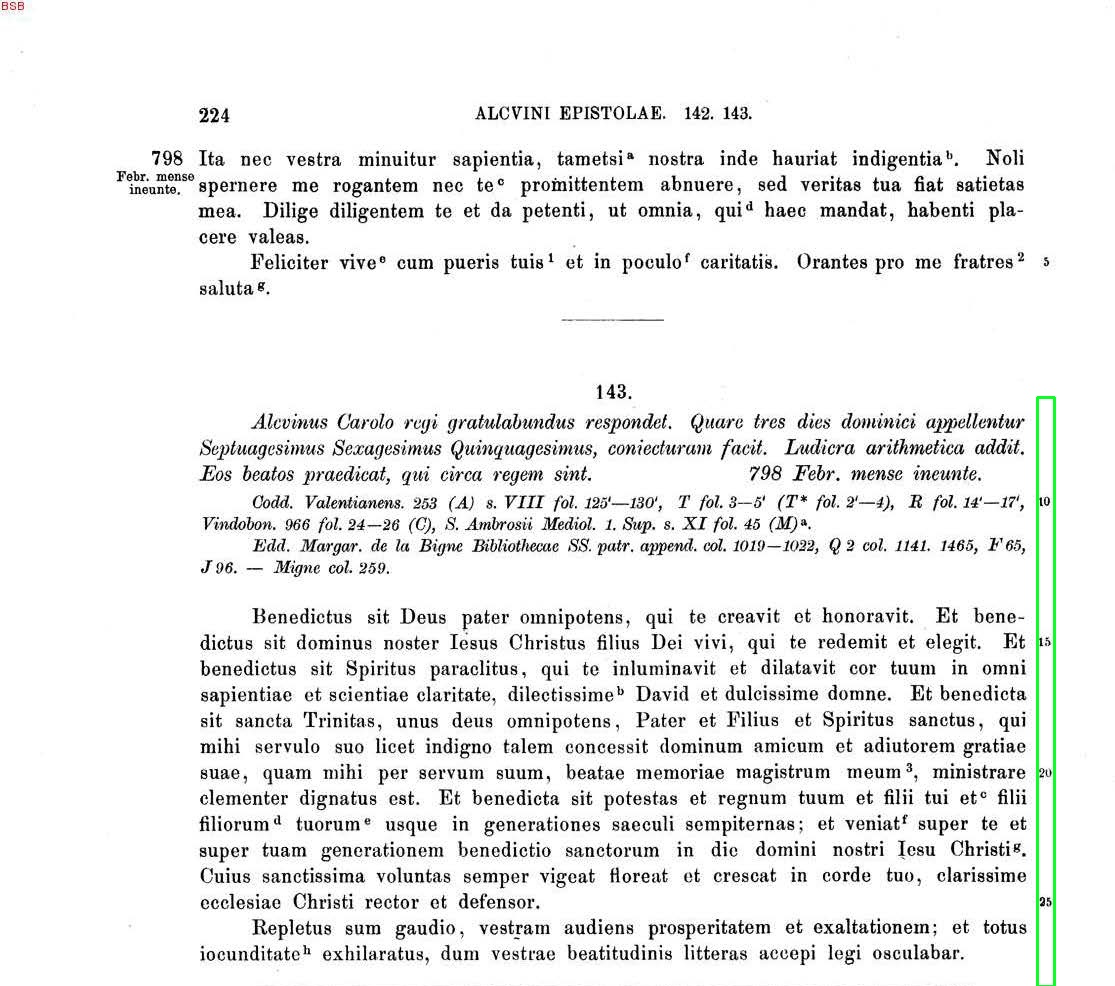 BSB
224 ALCVINI EPISTOLAE. 142. 143.
798 Ita nec vestra minuitur sapientia, tametsi a nostra inde hauriat indigentia b. Noli
Febr. mense
ineunte. spernere me rogantem nec te c promittentem abnuere, sed veritas tua fiat satietas
mea. Dilige diligentem te et da petenti, ut omnia, qui d haec mandat, habenti pla-
cere valeas.
Feliciter vive e cum pueris tuis 1 et in poculo f caritatis. Orantes pro me fratres 2 5
saluta g.
143.
Alcvinus Carolo regi gratulabundus respondet. Quare tres dies dominici appellentur
Septuagesimus Sexagesimus Quinquagesimus, coniecturam facit. Ludicra arithmetica addit.
Eos beatos praedicat, qui circa regem sint. 798 Febr. mense ineunte.
Codd. Valentianens. 253 (A) s. VIII fol. 125'—130', T fol. 3—5' (T* fol. 2'—4), R fol. 14'—17', 10
Vindobon. 966 fol. 24—26 (C), S. Ambrosii Mediol. 1. Sup. s. XI fol. 45 (M) a.
Edd. Margar. de la Bigne Bibliothecae SS. patr. append. col. 1019—1022, Q 2 col. 1141. 1465, F 65,
J 96. — Migne col. 259.
Benedictus sit Deus pater omnipotens, qui te creavit et honoravit. Et bene-
dictus sit dominus noster Iesus Christus filius Dei vivi, qui te redemit et elegit. Et 15
benedictus sit Spiritus paraclitus, qui te inluminavit et dilatavit cor tuum in omni
sapientiae et scientiae claritate, dilectissime b David et dulcissime domne. Et benedicta
sit sancta Trinitas, unus deus omnipotens, Pater et Filius et Spiritus sanctus, qui
mihi servulo suo licet indigno talem concessit dominum amicum et adiutorem gratiae
suae, quam mihi per servum suum, beatae memoriae magistrum meum 3, ministrare 20
clementer dignatus est. Et benedicta sit potestas et regnum tuum et filii tui et c filii
filiorum d tuorum e usque in generationes saeculi sempiternas; et veniat f super te et
super tuam generationem benedictio sanctorum in die domini nostri Iesu Christi g.
Cuius sanctissima voluntas semper vigeat floreat et crescat in corde tuo, clarissime
ecclesiae Christi rector et defensor. 25
Repletus sum gaudio, vestram audiens prosperitatem et exaltationem; et totus
iocunditate h exhilaratus, dum vestrae beatitudinis litteras accepi legi osculabar.